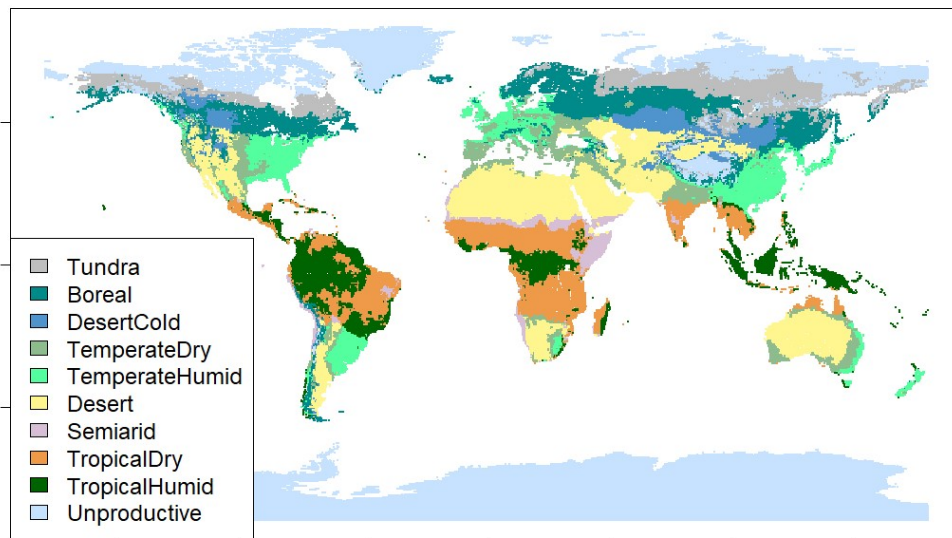 Tundra
Boreal
DesertCold
TemperateDry
TemperateHumid
Desert
Semiarid
TropicalDry
TropicalHumid
Unproductive